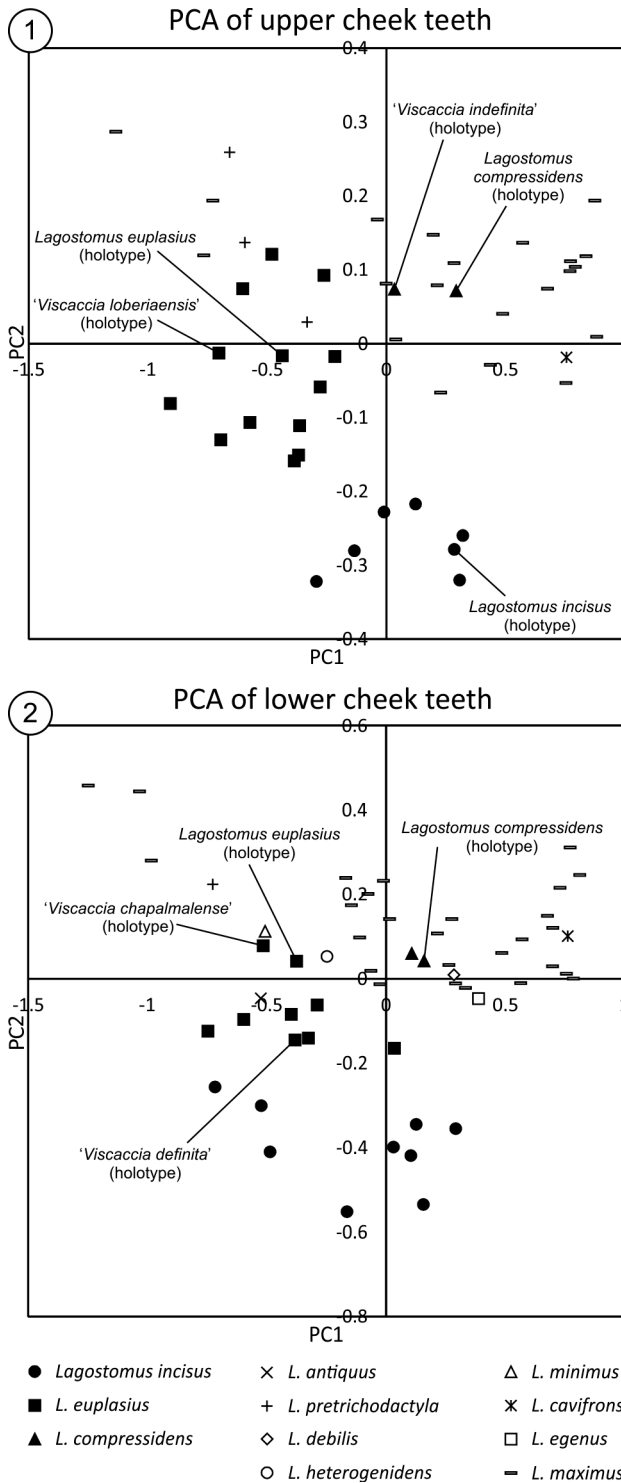 1
PCA of upper cheek teeth
0.4
0.3
‘Viscaccia indefinita’
(holotype)
Lagostomus
compressidens
(holotype)
0.2
Lagostomus euplasius
(holotype)
0.1
‘Viscaccia loberiaensis’
(holotype)
PC2
0
-1.5
-1
-0.5
0
0.5
1
-0.1
-0.2
-0.3
Lagostomus incisus
(holotype)
-0.4
PC1
2
PCA of lower cheek teeth
0.6
0.4
Lagostomus euplasius
(holotype)
Lagostomus compressidens
(holotype)
0.2
‘Viscaccia chapalmalense’
(holotype)
PC2
0
-1.5
-1
-0.5
0
0.5
1
-0.2
‘Viscaccia definita’
(holotype)
-0.4
-0.6
-0.8
PC1
Lagostomus incisus
L. euplasius
L. compressidens
L. antiquus
L. pretrichodactyla
L. debilis
L. heterogenidens
L. minimus
L. cavifrons
L. egenus
L. maximus